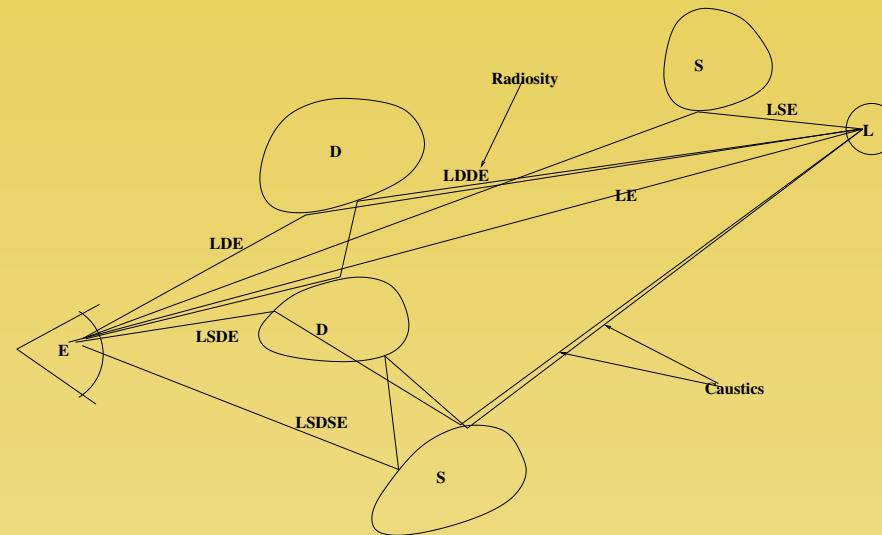 S
Radiosity
LSE
L
D
LDDE
LE
LDE
D
LSDE
E
Caustics
LSDSE
S